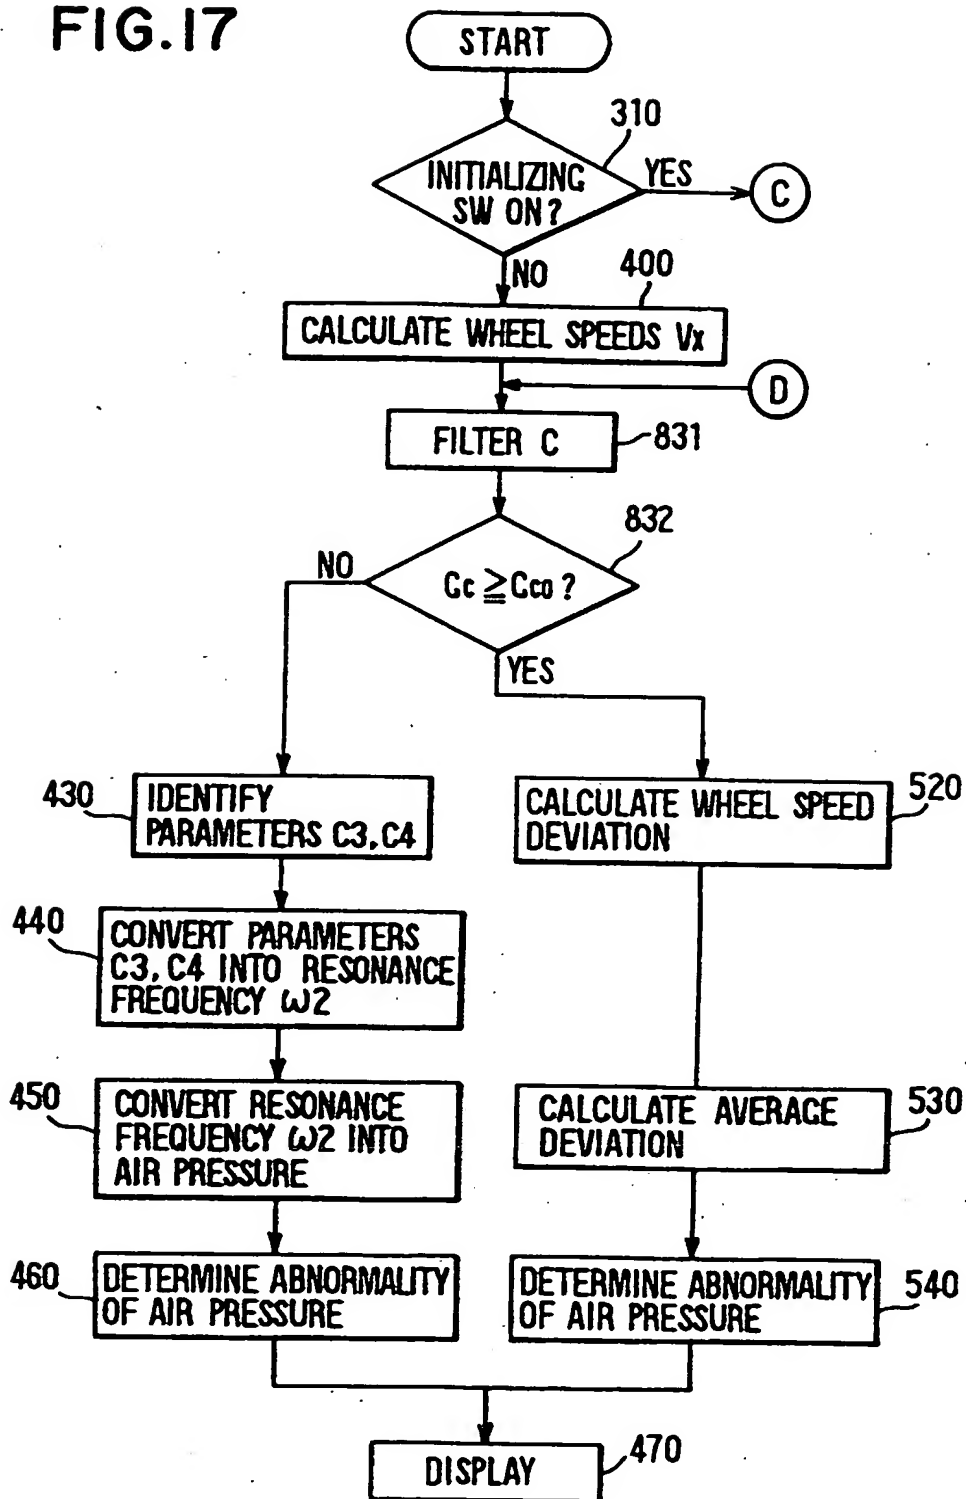 FIG.17
START
310
INITIALIZING
SW ON?
YES
C
NO
400
CALCULATE WHEEL SPEEDS Vx
D
FILTER C
831
832
NO
Gc ≧ Gco ?
YES
430
IDENTIFY
PARAMETERS C3, C4
CALCULATE WHEEL SPEED
DEVIATION
520
440
CONVERT PARAMETERS
C3, C4 INTO RESONANCE
FREQUENCY ω2
450
CONVERT RESONANCE
FREQUENCY ω2 INTO
AIR PRESSURE
CALCULATE AVERAGE
DEVIATION
530
460
DETERMINE ABNORMALITY
OF AIR PRESSURE
DETERMINE ABNORMALITY
OF AIR PRESSURE
540
DISPLAY
470